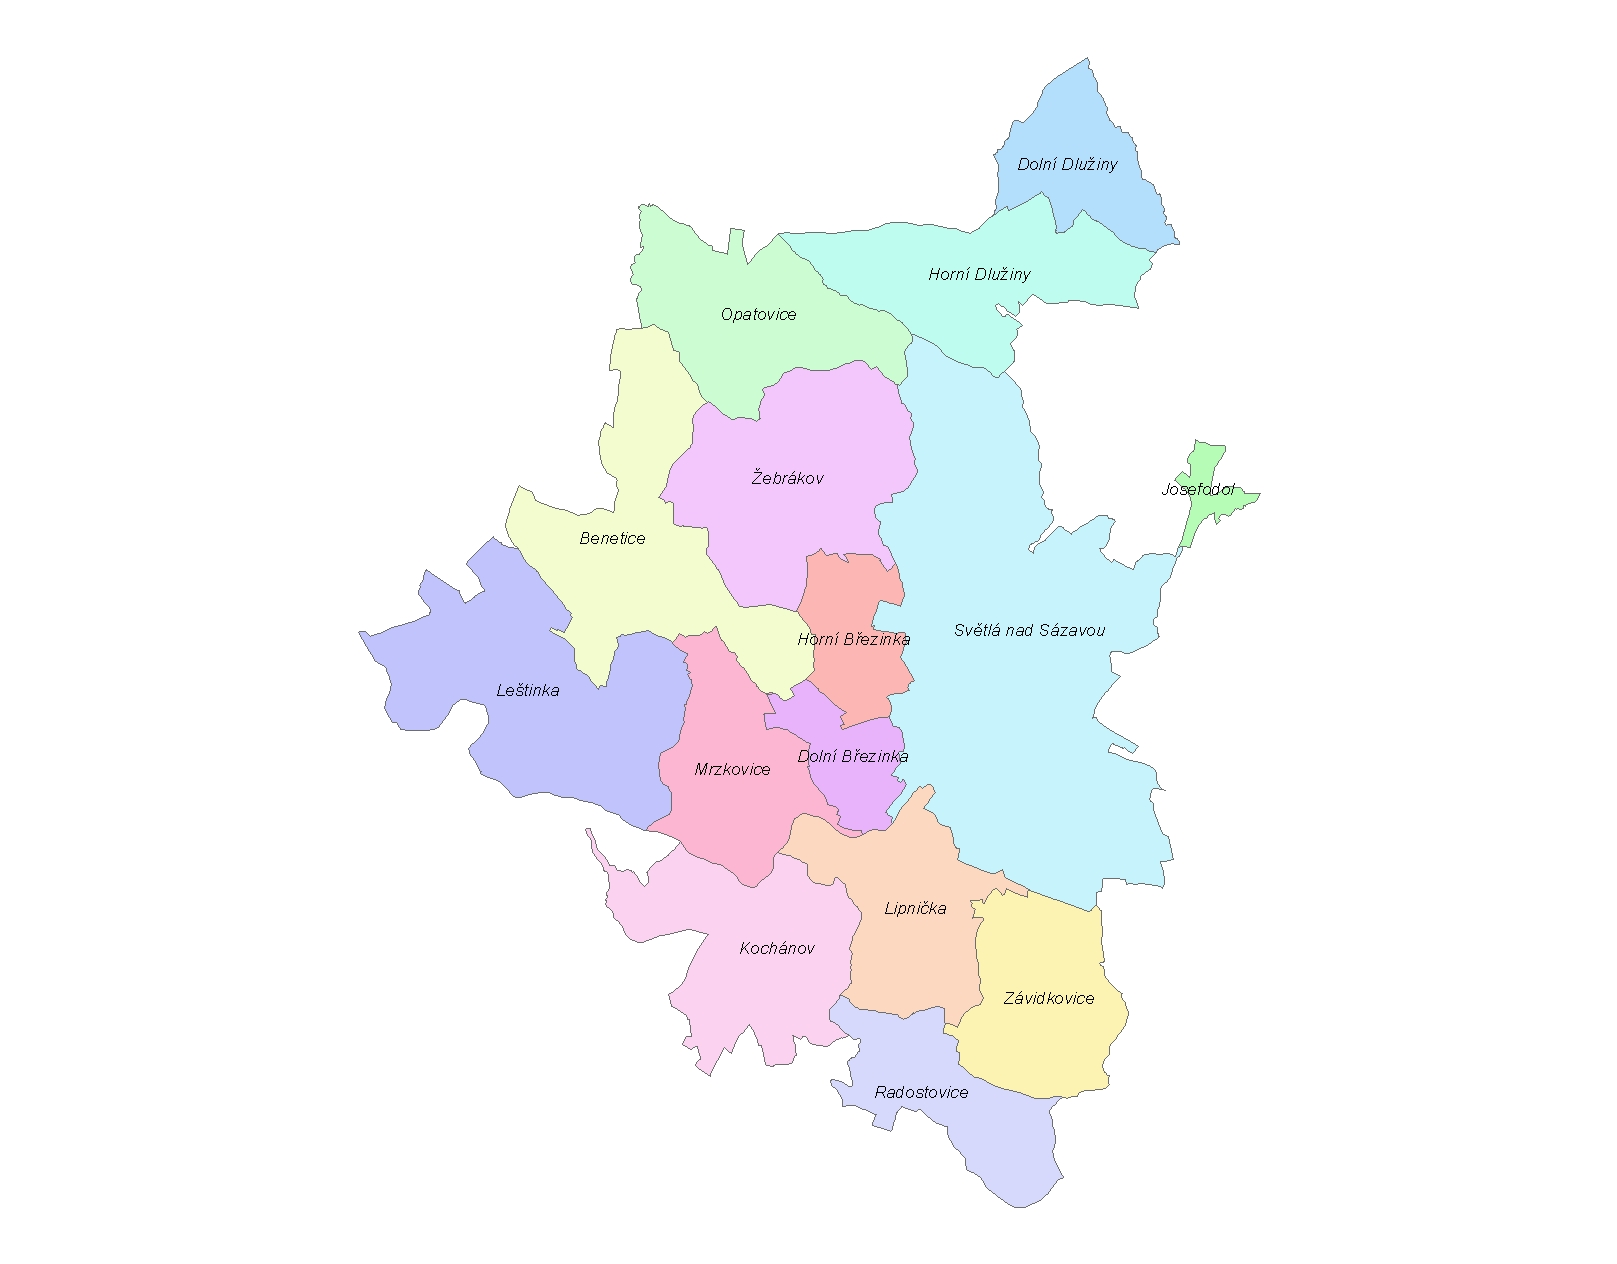 Dolní Dlužiny
Horní Dlužiny
Opatovice
Žebrákov
Josefodol
Benetice
Světlá nad Sázavou
Horní Březinka
Leštinka
Dolní Březinka
Mrzkovice
Lipnička
Kochánov
Závidkovice
Radostovice